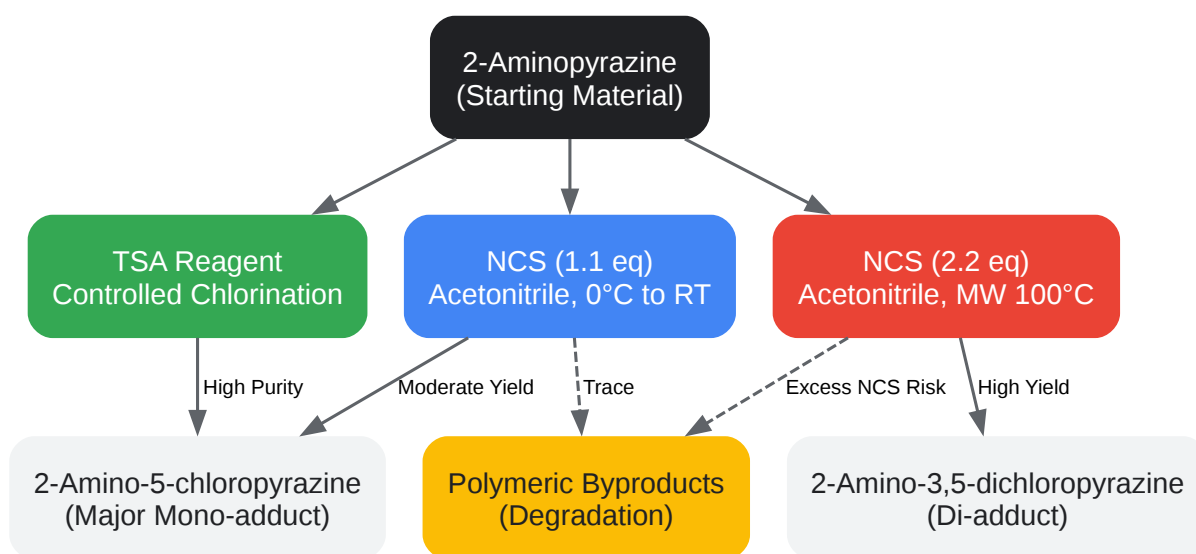 2-Aminopyrazine
(Starting Material)
TSA Reagent
Controlled Chlorination
NCS (1.1 eq)
Acetonitrile, 0°C to RT
NCS (2.2 eq)
Acetonitrile, MW 100°C
High Purity
Moderate Yield
Trace
Excess NCS Risk
High Yield
2-Amino-5-chloropyrazine
(Major Mono-adduct)
Polymeric Byproducts
(Degradation)
2-Amino-3,5-dichloropyrazine
(Di-adduct)